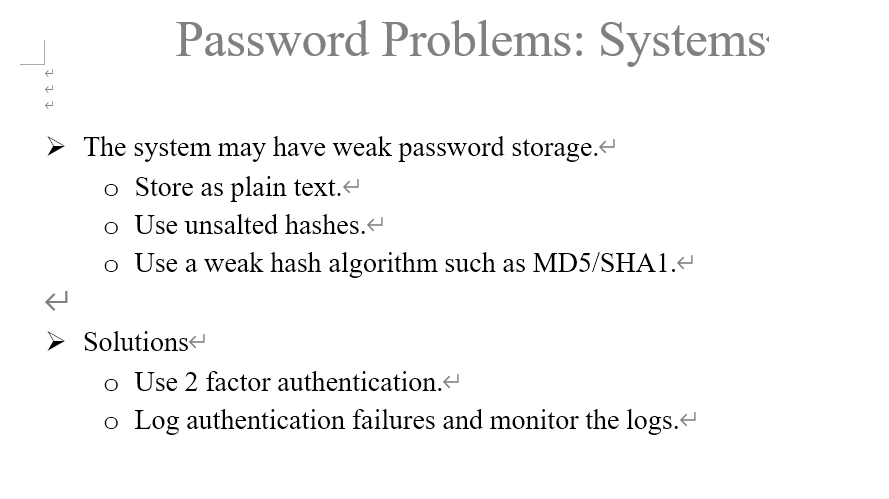 Password Problems: Systems
➢ The system may have weak password storage.
o Store as plain text.
o Use unsalted hashes.
o Use a weak hash algorithm such as MD5/SHA1.
➢ Solutions
o Use 2 factor authentication.
o Log authentication failures and monitor the logs.